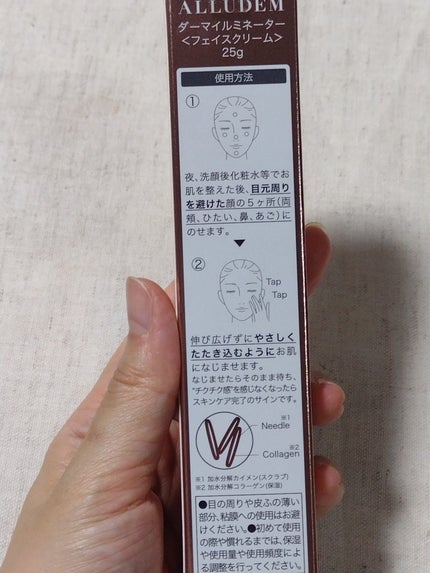 ALLUDEM
ダーマイルミネーター
<フェイスクリーム>
25g
使用方法
①
夜、洗顔後化粧水等でお
肌を整えた後、目元周り
を避けた顔の5ヶ所(両
頬、ひたい、鼻、あご)に
のせます。
②
Tap
Tap
伸び広げずにやさしく
たたき込むようにお肌
になじませます。
なじませたらそのまま待ち、
“チクチク感”を感じなくなったら
スキンケア完了のサインです。
※1
Needle
※2
Collagen
※1 加水分解カイメン(スクラブ)
※2 加水分解コラーゲン(保湿)
●目の周りや皮ふの薄い
部分、粘膜への使用はお避
けください。●初めて使用
の際や慣れるまでは、保湿
や使用量や使用頻度によ
る調整を行ってください。